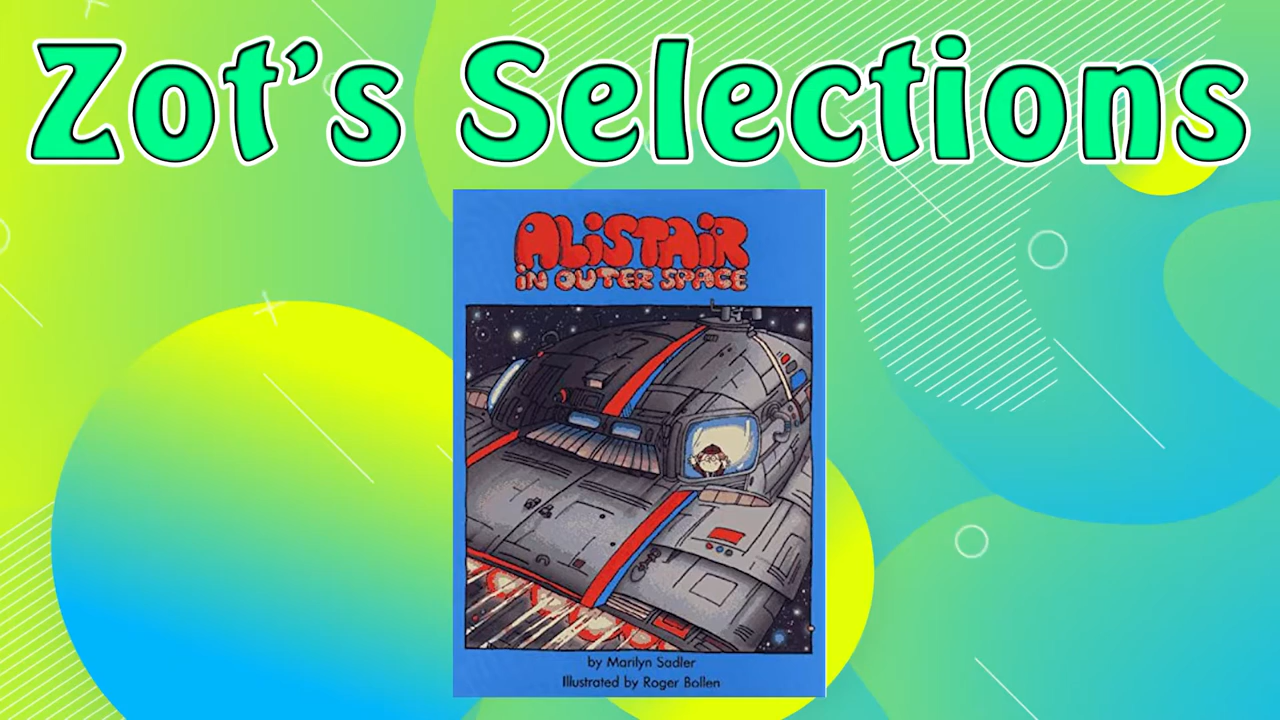 Zot's Selections
ALiSTAiR
iN OUTER SPACE
by Marilyn Sadler
Illustrated by Roger Bollen